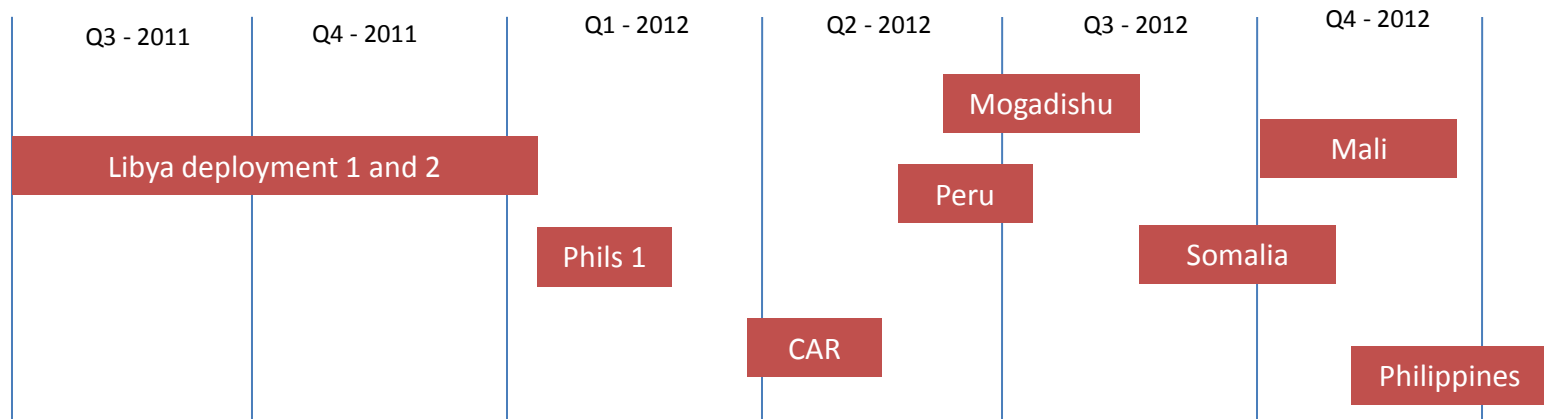 Q3 - 2011
Q4 - 2011
Q1 - 2012
Q2 - 2012
Q3 - 2012
Q4 - 2012
Mogadishu
Mali
Libya deployment 1 and 2
Peru
Phils 1
Somalia
CAR
Philippines